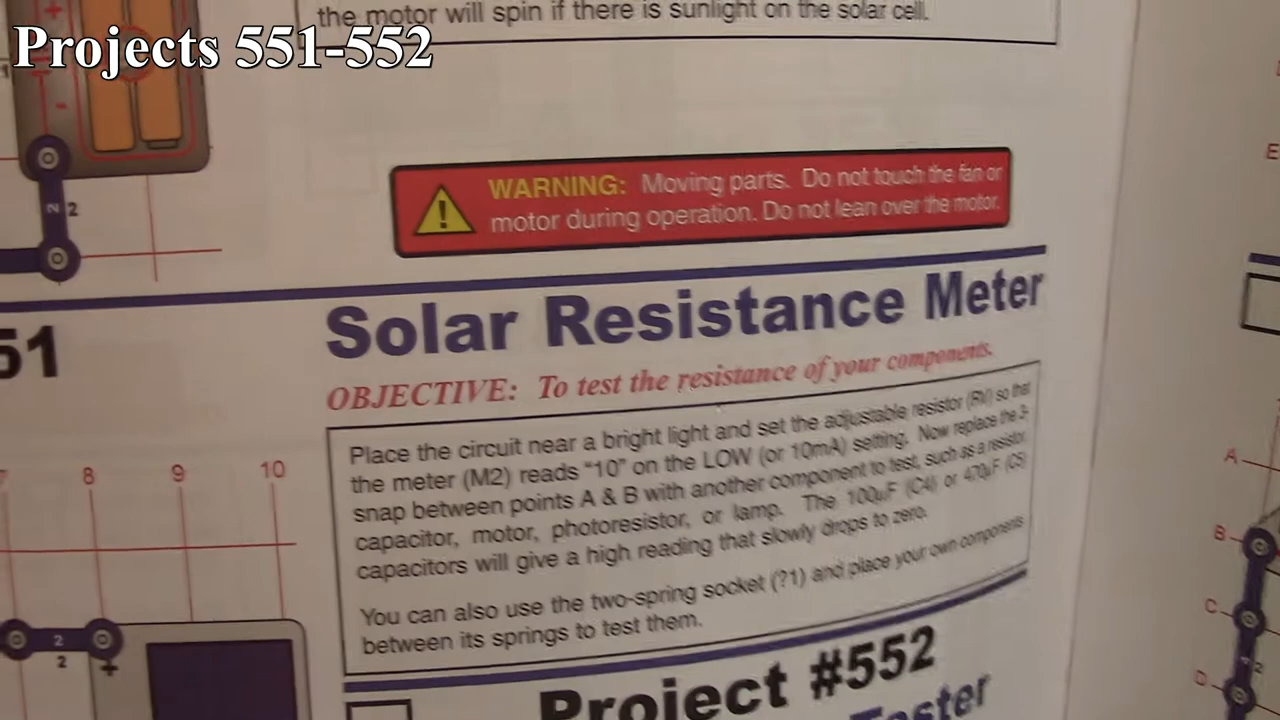 Projects 551-552
the motor will spin if there is sunlight on the solar cell.
WARNING: Moving parts. Do not touch the fan or
motor during operation. Do not lean over the motor.
51
Solar Resistance Meter
OBJECTIVE: To test the resistance of your components.
Place the circuit near a bright light and set the adjustable resistor (RV) so that
the meter (M2) reads “10” on the LOW (or 10mA) setting. Now replace the 3-
snap between points A & B with another component to test, such as a resistor,
capacitor, motor, photoresistor, or lamp. The 100µF (C4) or 470µF (C5)
capacitors will give a high reading that slowly drops to zero.
You can also use the two-spring socket (?1) and place your own components
between its springs to test them.
Project #552
Tester
+
-
2
2
7 8 9 10
2
2
+
E
A
B
C
D
2